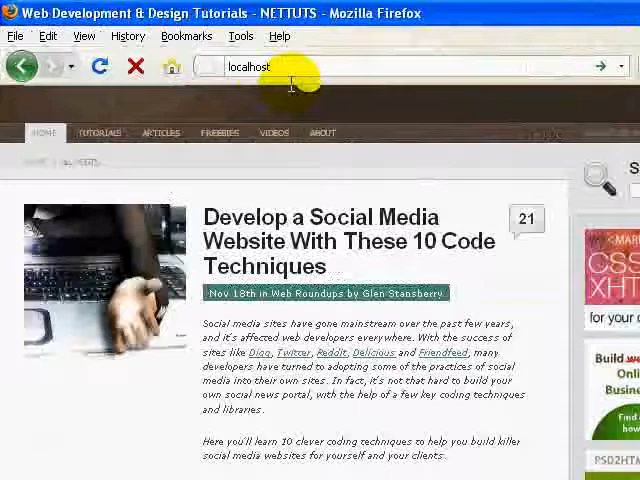 Web Development & Design Tutorials - NETTUTS - Mozilla Firefox
File Edit View History Bookmarks Tools Help
localhost
HOME TUTORIALS ARTICLES FREEBIES VIDEOS ABOUT
Develop a Social Media
Website With These 10 Code
Techniques
21
Nov 18th in Web Roundups by Glen Stansberry
Social media sites have gone mainstream over the past few years,
and it's affected web developers everywhere. With the success of
sites like Digg, Twitter, Reddit, Delicious and Friendfeed, many
developers have turned to adopting some of the practices of social
media into their own sites. In fact, it's not that hard to build your
own social news portal, with the help of a few key coding techniques
and libraries.
Here you'll learn 10 clever coding techniques to help you build killer
social media websites for yourself and your clients.
S
CSS
XHT
for your c
Build we
Onli
Busine
Find
how
PSD2HTM